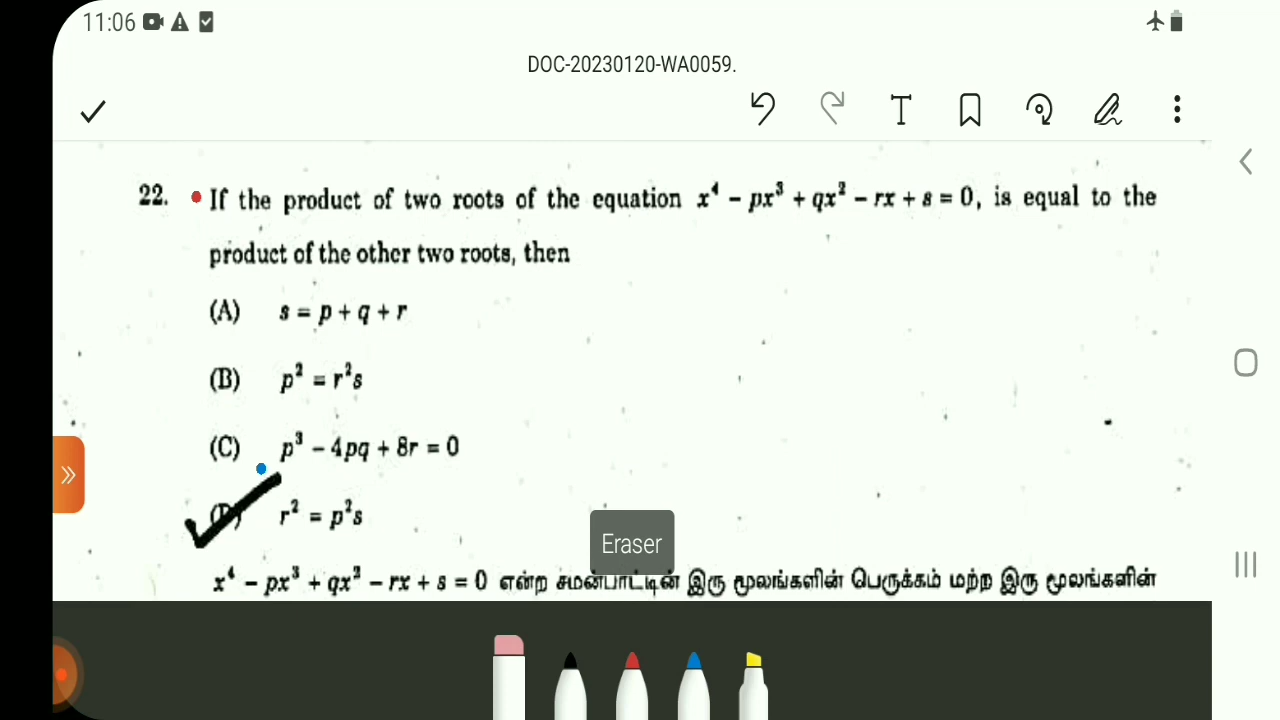 11:06
DOC-20230120-WA0059.
T
22. If the product of two roots of the equation x⁴ − px³ + qx² − rx + s = 0, is equal to the
product of the other two roots, then
(A) s = p + q + r
(B) p² = r²s
(C) p³ − 4pq + 8r = 0
(D) r² = p²s
Eraser
x⁴ − px³ + qx² − rx + s = 0 என்ற சமன்பாட்டின் இரு மூலங்களின் பெருக்கம் மற்ற இரு மூலங்களின்